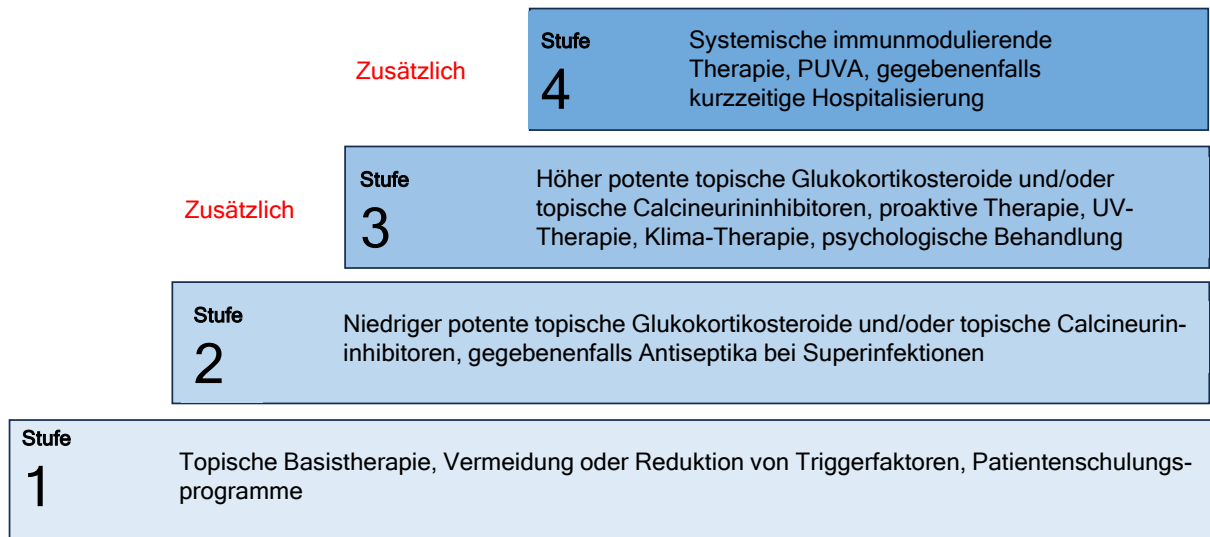 Zusätzlich
Stufe
4
Systemische immunmodulierende
Therapie, PUVA, gegebenenfalls
kurzzeitige Hospitalisierung
Zusätzlich
Stufe
3
Höher potente topische Glukokortikosteroide und/oder
topische Calcineurininhibitoren, proaktive Therapie, UV-
Therapie, Klima-Therapie, psychologische Behandlung
Stufe
2
Niedriger potente topische Glukokortikosteroide und/oder topische Calcineurin-
inhibitoren, gegebenenfalls Antiseptika bei Superinfektionen
Stufe
1
Topische Basistherapie, Vermeidung oder Reduktion von Triggerfaktoren, Patientenschulungs-
programme